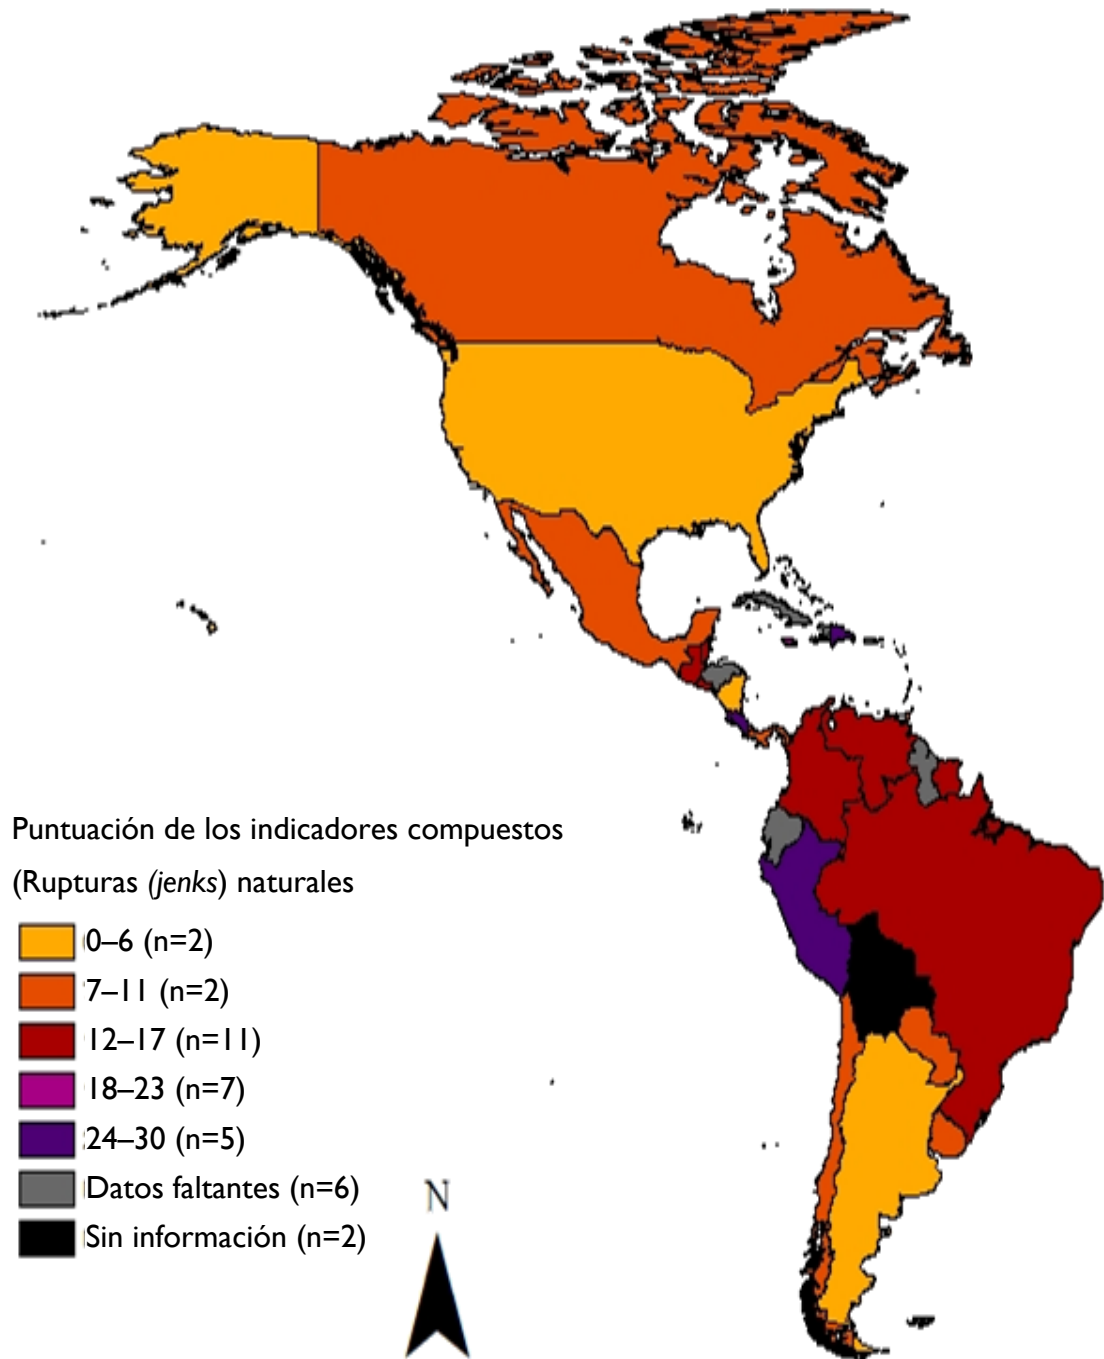 Puntuación de los indicadores compuestos
(Rupturas (jenks) naturales
0–6 (n=2)
7–11 (n=2)
12–17 (n=11)
18–23 (n=7)
24–30 (n=5)
Datos faltantes (n=6)
Sin información (n=2)
N